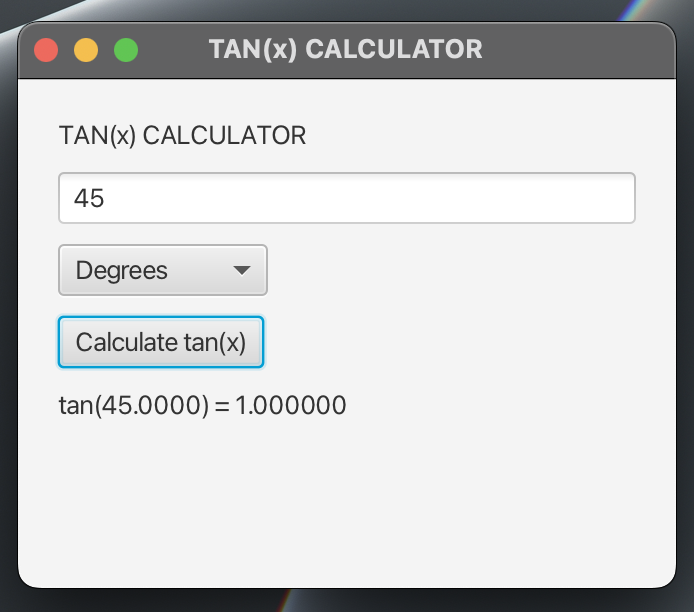 TAN(x) CALCULATOR
TAN(x) CALCULATOR
45
Degrees
Calculate tan(x)
tan(45.0000) = 1.000000